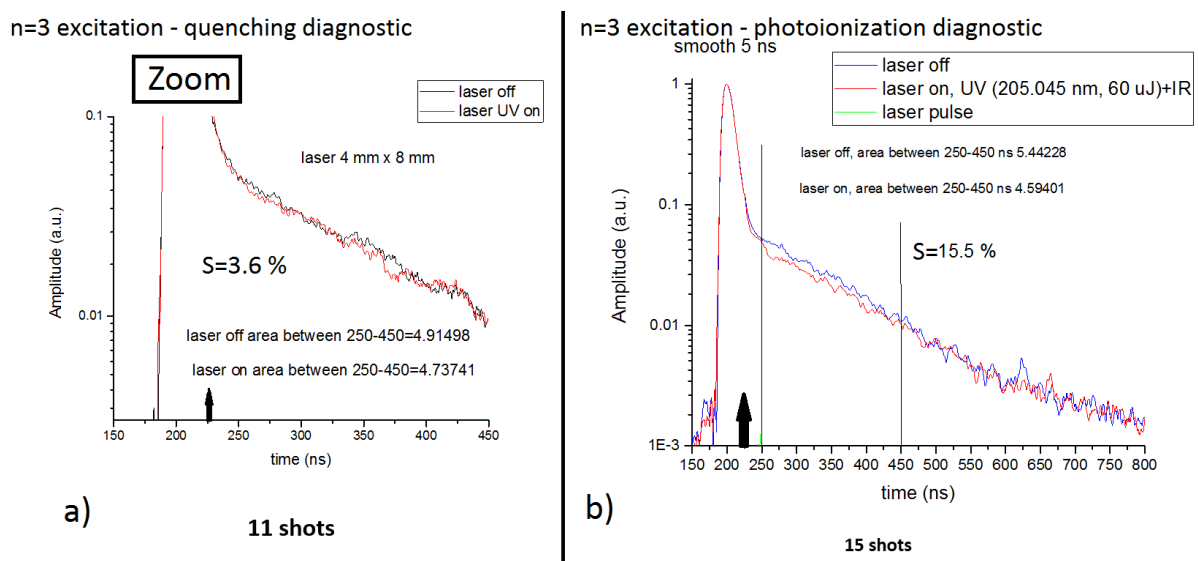 n=3 excitation - quenching diagnostic
Zoom
laser off
laser UV on
0.1
laser 4 mm x 8 mm
Amplitude (a.u.)
S=3.6 %
0.01
laser off area between 250-450=4.91498
laser on area between 250-450=4.73741
150 200 250 300 350 400 450
time (ns)
a)
11 shots
n=3 excitation - photoionization diagnostic
smooth 5 ns
laser off
laser on, UV (205.045 nm, 60 uJ)+IR
laser pulse
1
laser off, area between 250-450 ns 5.44228
laser on, area between 250-450 ns 4.59401
0.1
Amplitude (a.u.)
S=15.5 %
0.01
1E-3
150 200 250 300 350 400 450 500 550 600 650 700 750 800
time (ns)
b)
15 shots